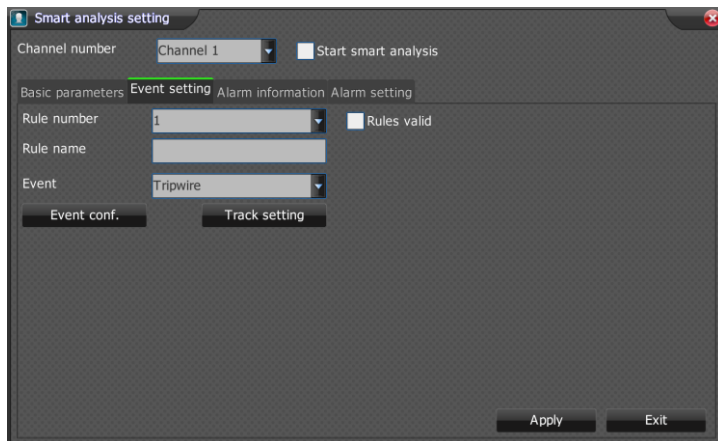 Smart analysis setting
Channel number Channel 1 Start smart analysis
Basic parameters Event setting Alarm information Alarm setting
Rule number 1 Rules valid
Rule name
Event Tripwire
Event conf. Track setting
Apply Exit